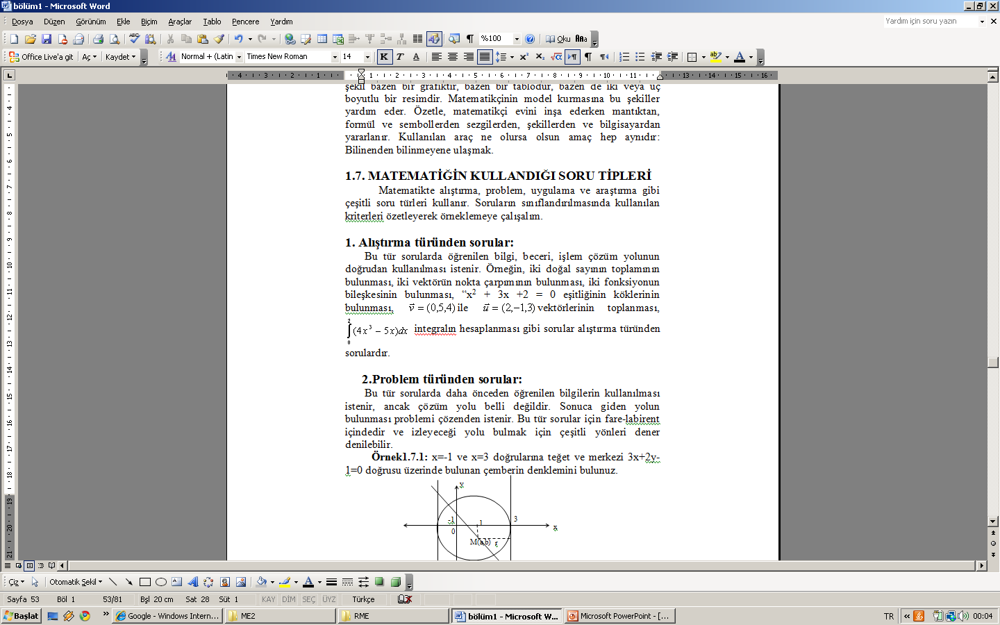 bölüm1 - Microsoft Word
Dosya Düzen Görünüm Ekle Biçim Araçlar Tablo Pencere Yardım
Yardım için soru yazın
%100 Oku
Office Live'a git Aç Kaydet Normal + (Latin Times New Roman 14 K T A
şekil bazen bir grafiktir, bazen bir tablodur, bazen de iki veya üç
boyutlu bir resimdir. Matematikçinin model kurmasına bu şekiller
yardım eder. Özetle, matematikçi evini inşa ederken mantıktan,
formül ve sembollerden sezgilerden, şekillerden ve bilgisayardan
yararlanır. Kullanılan araç ne olursa olsun amaç hep aynıdır:
Bilinenden bilinmeyene ulaşmak.
1.7. MATEMATİĞİN KULLANDIĞI SORU TİPLERİ
Matematikte alıştırma, problem, uygulama ve araştırma gibi
çeşitli soru türleri kullanır. Soruların sınıflandırılmasında kullanılan
kriterleri özetleyerek örneklemeye çalışalım.
1. Alıştırma türünden sorular:
Bu tür sorularda öğrenilen bilgi, beceri, işlem çözüm yolunun
doğrudan kullanılması istenir. Örneğin, iki doğal sayının toplamının
bulunması, iki vektörün nokta çarpımının bulunması, iki fonksiyonun
bileşkesinin bulunması, “x² + 3x +2 = 0 eşitliğinin köklerinin
bulunması, v⃗ = (0,5,4) ile u⃗ = (2,−1,3) vektörlerinin toplanması,
∫₀²(4x³ − 5x)dx integralın hesaplanması gibi sorular alıştırma türünden
sorulardır.
2.Problem türünden sorular:
Bu tür sorularda daha önceden öğrenilen bilgilerin kullanılması
istenir, ancak çözüm yolu belli değildir. Sonuca giden yolun
bulunması problemi çözenden istenir. Bu tür sorular için fare-labirent
içindedir ve izleyeceği yolu bulmak için çeşitli yönleri dener
denilebilir.
Örnek1.7.1: x=-1 ve x=3 doğrularına teğet ve merkezi 3x+2y-
1=0 doğrusu üzerinde bulunan çemberin denklemini bulunuz.
y
-1 1 3
0 x
M(a,b) r
Çiz Otomatik Şekil
Sayfa 53 Böl 1 53/81 Bşl 20 cm Sat 28 Süt 1 KAY DİM SEÇ ÜYZ Türkçe
Başlat » Google - Windows Intern... ME2 RME bölüm1 - Microsoft W... Microsoft PowerPoint - [... TR « 00:04